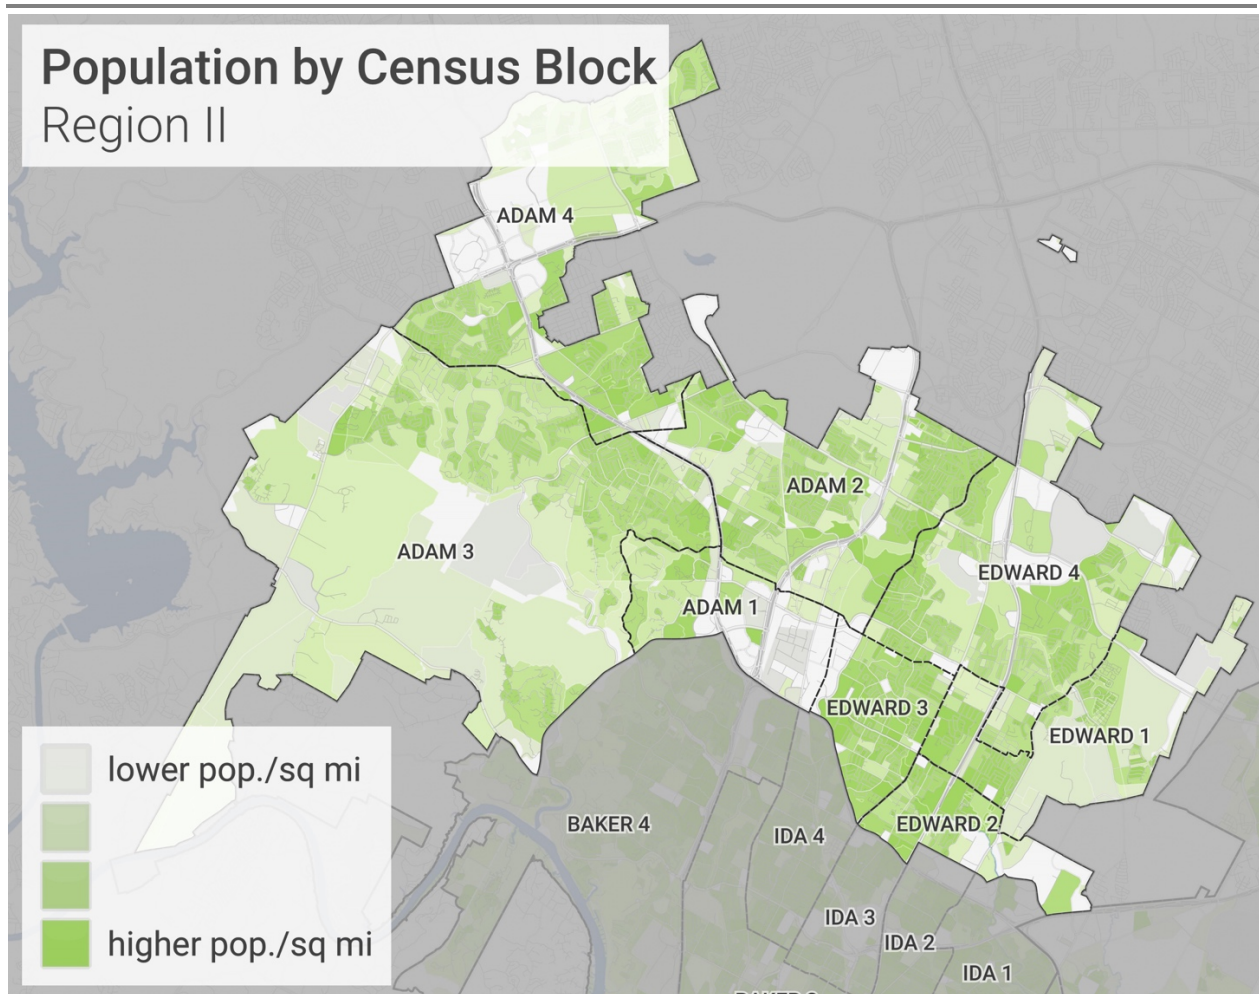 Population by Census Block
Region II
ADAM 4
ADAM 2
ADAM 3
EDWARD 4
ADAM 1
EDWARD 3
EDWARD 1
lower pop./sq mi
BAKER 4
EDWARD 2
IDA 4
IDA 3
higher pop./sq mi
IDA 2
IDA 1